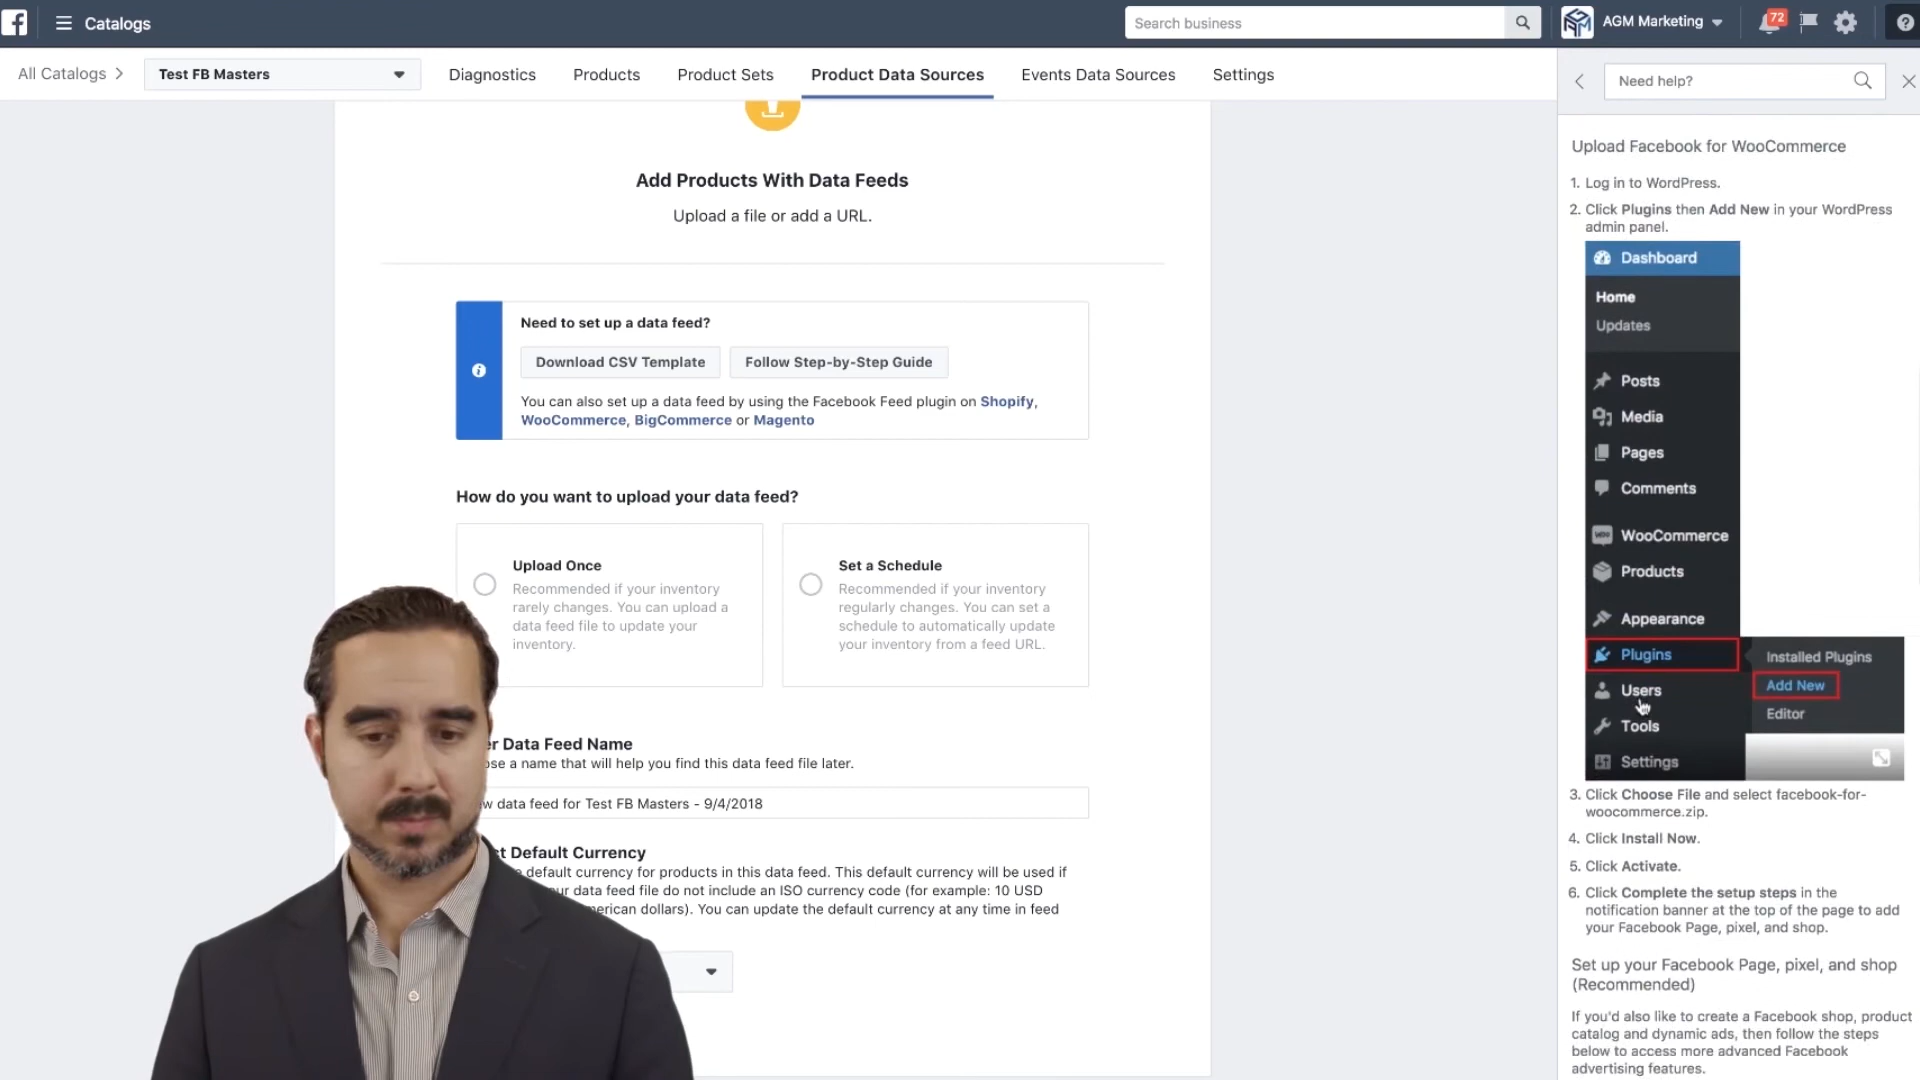 Catalogs
Search business
AGM Marketing
72
All Catalogs
Test FB Masters
Diagnostics
Products
Product Sets
Product Data Sources
Events Data Sources
Settings
Need help?
Add Products With Data Feeds
Upload a file or add a URL.
Need to set up a data feed?
Download CSV Template
Follow Step-by-Step Guide
You can also set up a data feed by using the Facebook Feed plugin on Shopify,
WooCommerce, BigCommerce or Magento
How do you want to upload your data feed?
Upload Once
Recommended if your inventory
rarely changes. You can upload a
data feed file to update your
inventory.
Set a Schedule
Recommended if your inventory
regularly changes. You can set a
schedule to automatically update
your inventory from a feed URL.
Data Feed Name
a name that will help you find this data feed file later.
data feed for Test FB Masters - 9/4/2018
Default Currency
default currency for products in this data feed. This default currency will be used if
data feed file do not include an ISO currency code (for example: 10 USD
dollars). You can update the default currency at any time in feed
Upload Facebook for WooCommerce
1. Log in to WordPress.
2. Click Plugins then Add New in your WordPress
admin panel.
Dashboard
Home
Updates
Posts
Media
Pages
Comments
WooCommerce
Products
Appearance
Plugins
Installed Plugins
Add New
Editor
Users
Tools
Settings
3. Click Choose File and select facebook-for-
woocommerce.zip.
4. Click Install Now.
5. Click Activate.
6. Click Complete the setup steps in the
notification banner at the top of the page to add
your Facebook Page, pixel, and shop.
Set up your Facebook Page, pixel, and shop
(Recommended)
If you'd also like to create a Facebook shop, product
catalog and dynamic ads, then follow the steps
below to access more advanced Facebook
advertising features.